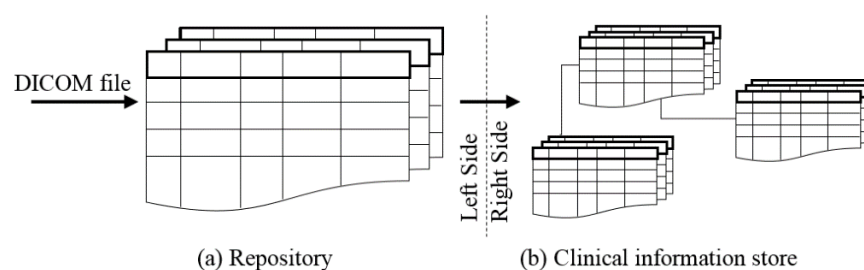 DICOM file
Left Side
Right Side
(a) Repository
(b) Clinical information store